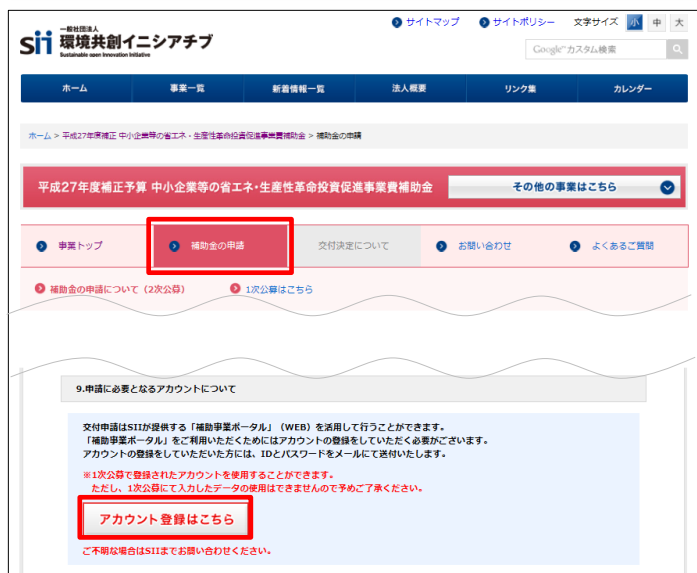 サイトマップ サイトポリシー 文字サイズ 小 中 大
一般社団法人
Sii 環境共創イニシアチブ
Sustainable open Innovation Initiative
Google™ カスタム検索
ホーム 事業一覧 新着情報一覧 法人概要 リンク集 カレンダー
ホーム > 平成27年度補正 中小企業等の省エネ・生産性革命投資促進事業費補助金 > 補助金の申請
平成27年度補正予算 中小企業等の省エネ・生産性革命投資促進事業費補助金 その他の事業はこちら
事業トップ 補助金の申請 交付決定について お問い合わせ よくあるご質問
補助金の申請について（2次公募） 1次公募はこちら
9.申請に必要となるアカウントについて
交付申請はSIIが提供する「補助事業ポータル」（WEB）を活用して行うことができます。
「補助事業ポータル」をご利用いただくためにはアカウントの登録をしていただく必要がございます。
アカウントの登録をしていただいた方には、IDとパスワードをメールにて送付いたします。
※1次公募で登録されたアカウントを使用することができます。
ただし、1次公募にて入力したデータの使用はできませんので予めご了承ください。
アカウント登録はこちら
ご不明な場合はSIIまでお問い合わせください。